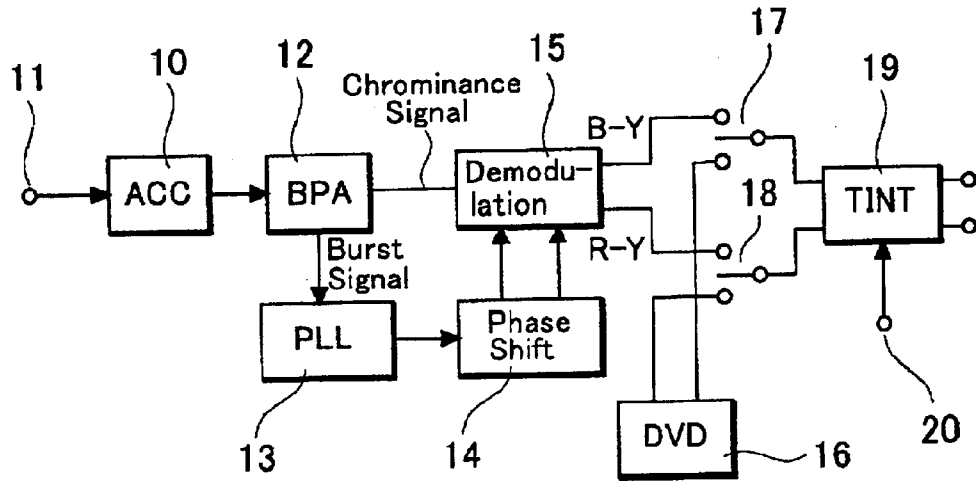 17
10
15
11
12
Chrominance
Signal
19
B-Y
ACC
BPA
Demodu-
lation
18
TINT
R-Y
Burst
Signal
PLL
Phase
Shift
20
13
14
DVD
16